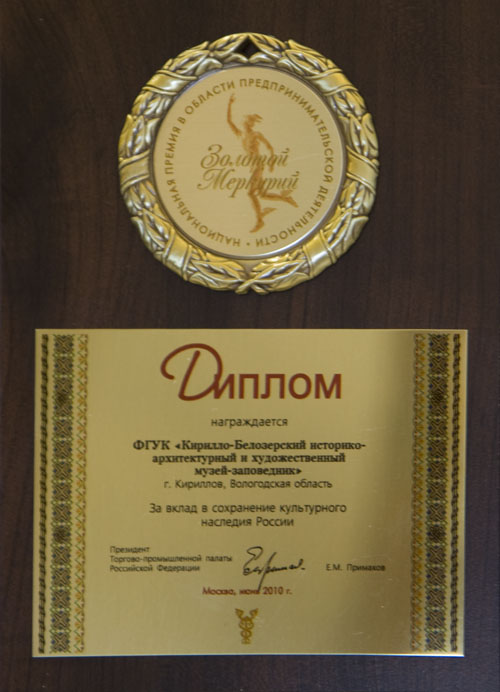 НАЦИОНАЛЬНАЯ ПРЕМИЯ В ОБЛАСТИ ПРЕДПРИНИМАТЕЛЬСКОЙ ДЕЯТЕЛЬНОСТИ •
Золотой
Меркурий
Диплом
награждается
ФГУК «Кирилло-Белозерский историко-
архитектурный и художественный
музей-заповедник»
г. Кириллов, Вологодская область
За вклад в сохранение культурного
наследия России
Президент
Торгово-промышленной палаты
Российской Федерации
Е.М. Примаков
Москва, июнь 2010 г.